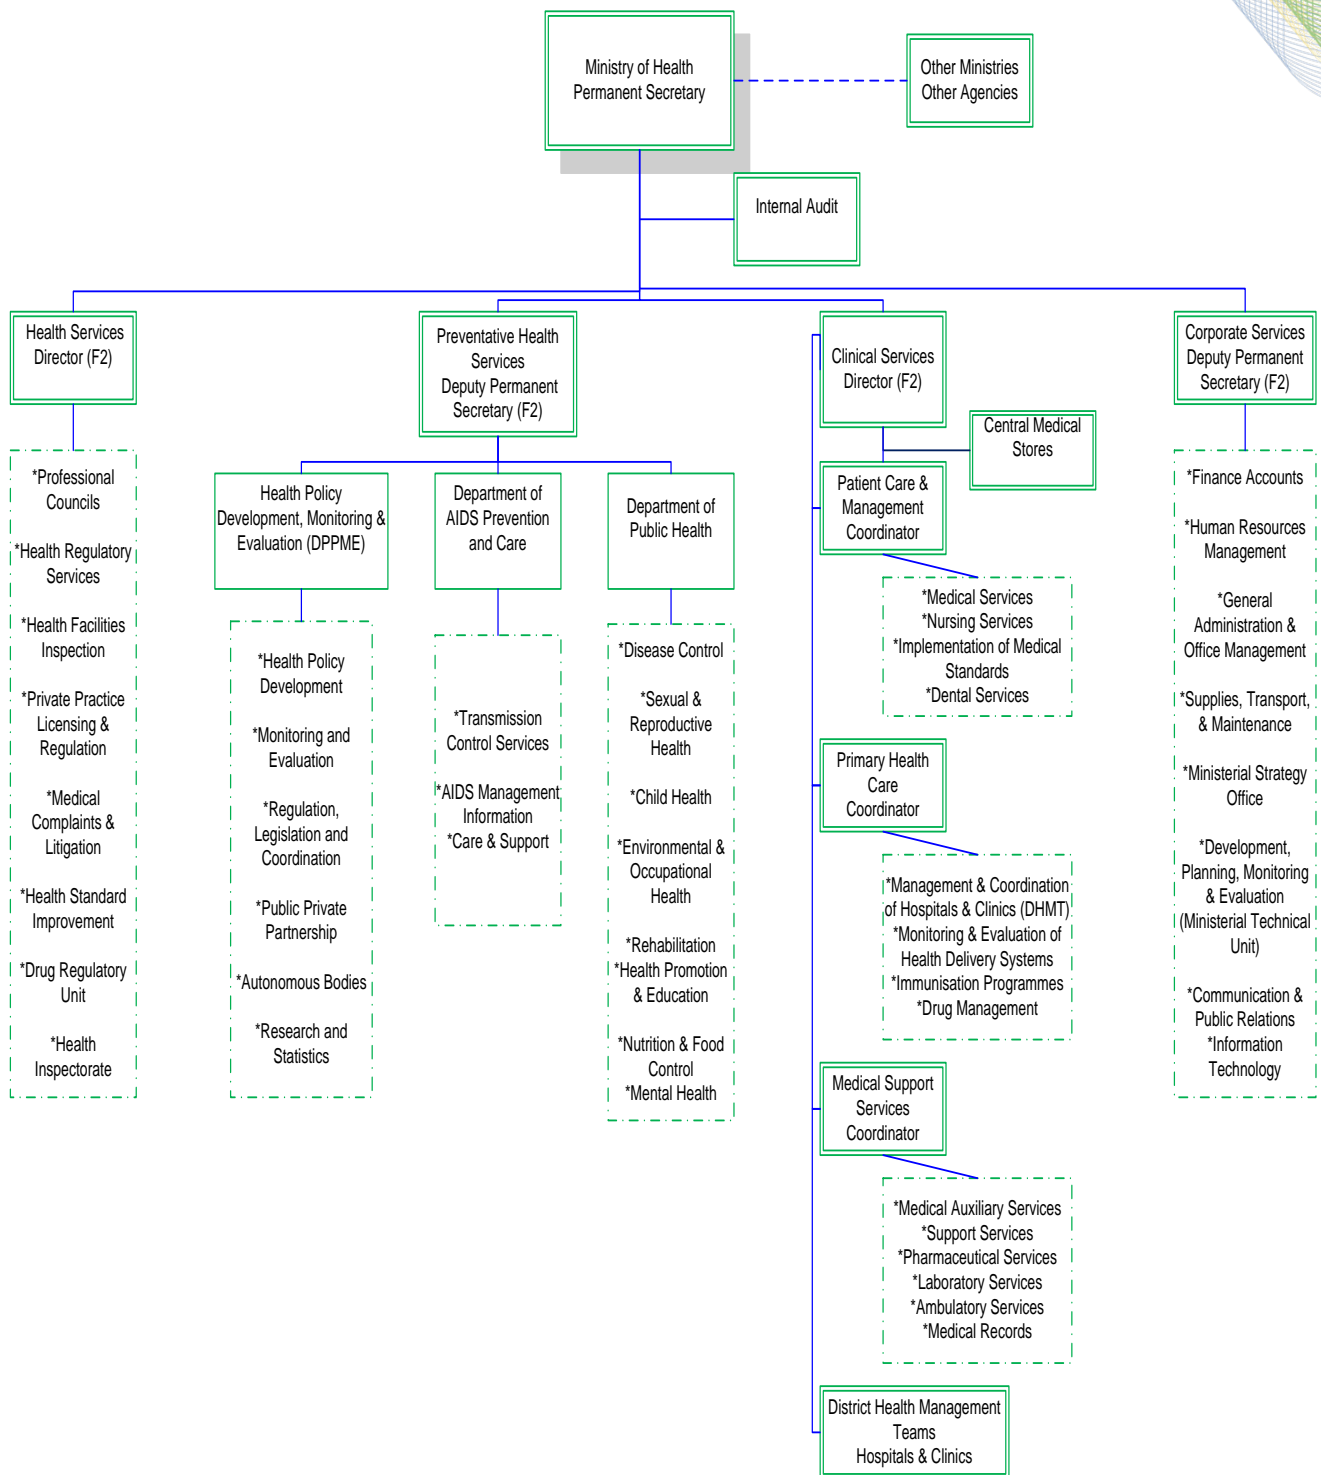 Ministry of Health
Permanent Secretary
Other Ministries
Other Agencies
Internal Audit
Health Services
Director (F2)
Preventative Health
Services
Deputy Permanent
Secretary (F2)
Clinical Services
Director (F2)
Corporate Services
Deputy Permanent
Secretary (F2)
Central Medical
Stores
*Professional
Councils
*Health Regulatory
Services
*Health Facilities
Inspection
*Private Practice
Licensing &
Regulation
*Medical
Complaints &
Litigation
*Health Standard
Improvement
*Drug Regulatory
Unit
*Health
Inspectorate
Health Policy
Development, Monitoring &
Evaluation (DPPME)
*Health Policy
Development
*Monitoring and
Evaluation
*Regulation,
Legislation and
Coordination
*Public Private
Partnership
*Autonomous Bodies
*Research and
Statistics
Department of
AIDS Prevention
and Care
*Transmission
Control Services
*AIDS Management
Information
*Care & Support
Department of
Public Health
*Disease Control
*Sexual &
Reproductive
Health
*Child Health
*Environmental &
Occupational
Health
*Rehabilitation
*Health Promotion
& Education
*Nutrition & Food
Control
*Mental Health
Patient Care &
Management
Coordinator
*Medical Services
*Nursing Services
*Implementation of Medical
Standards
*Dental Services
Primary Health
Care
Coordinator
*Management & Coordination
of Hospitals & Clinics (DHMT)
*Monitoring & Evaluation of
Health Delivery Systems
*Immunisation Programmes
*Drug Management
Medical Support
Services
Coordinator
*Medical Auxiliary Services
*Support Services
*Pharmaceutical Services
*Laboratory Services
*Ambulatory Services
*Medical Records
District Health Management
Teams
Hospitals & Clinics
*Finance Accounts
*Human Resources
Management
*General
Administration &
Office Management
*Supplies, Transport,
& Maintenance
*Ministerial Strategy
Office
*Development,
Planning, Monitoring
& Evaluation
(Ministerial Technical
Unit)
*Communication &
Public Relations
*Information
Technology